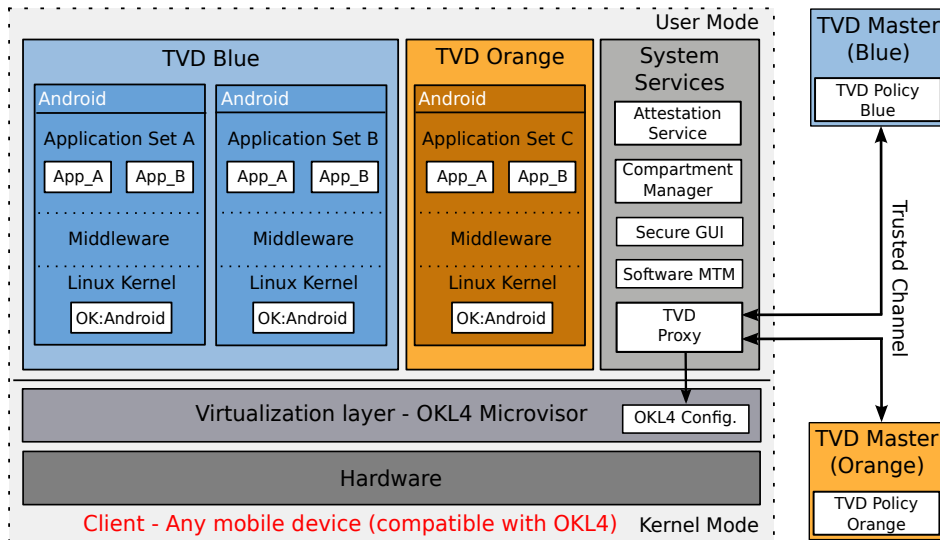 User Mode
TVD Blue
Android
Application Set A
App_A
App_B
Middleware
Linux Kernel
OK:Android
Android
Application Set B
App_A
App_B
Middleware
Linux Kernel
OK:Android
TVD Orange
Android
Application Set C
App_A
App_B
Middleware
Linux Kernel
OK:Android
System
Services
Attestation
Service
Compartment
Manager
Secure GUI
Software MTM
TVD
Proxy
Virtualization layer - OKL4 Microvisor
OKL4 Config.
Hardware
Client - Any mobile device (compatible with OKL4)
Kernel Mode
TVD Master
(Blue)
TVD Policy
Blue
Trusted Channel
TVD Master
(Orange)
TVD Policy
Orange